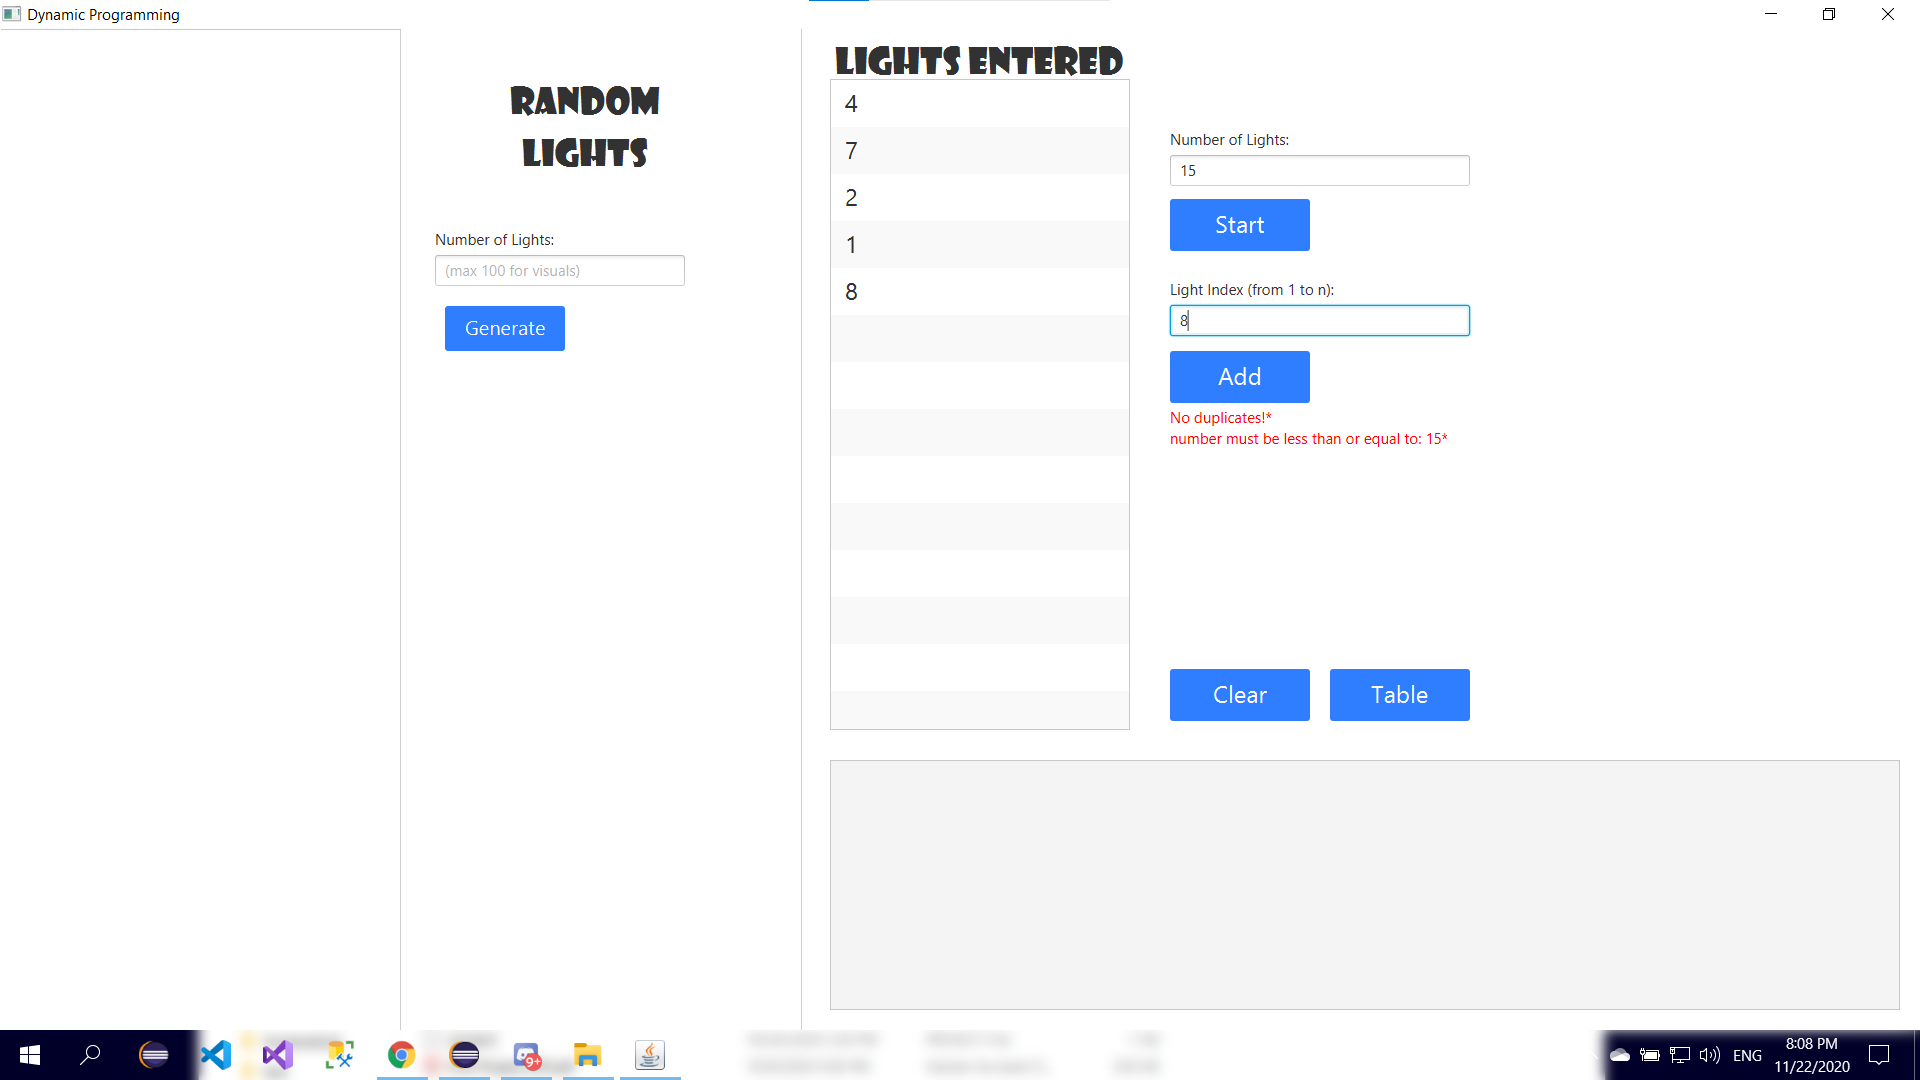 Dynamic Programming
RANDOM
LIGHTS
Number of Lights:
(max 100 for visuals)
Generate
LIGHTS ENTERED
4
7
2
1
8
Number of Lights:
15
Start
Light Index (from 1 to n):
8
Add
No duplicates!*
number must be less than or equal to: 15*
Clear
Table
9+
ENG
8:08 PM
11/22/2020